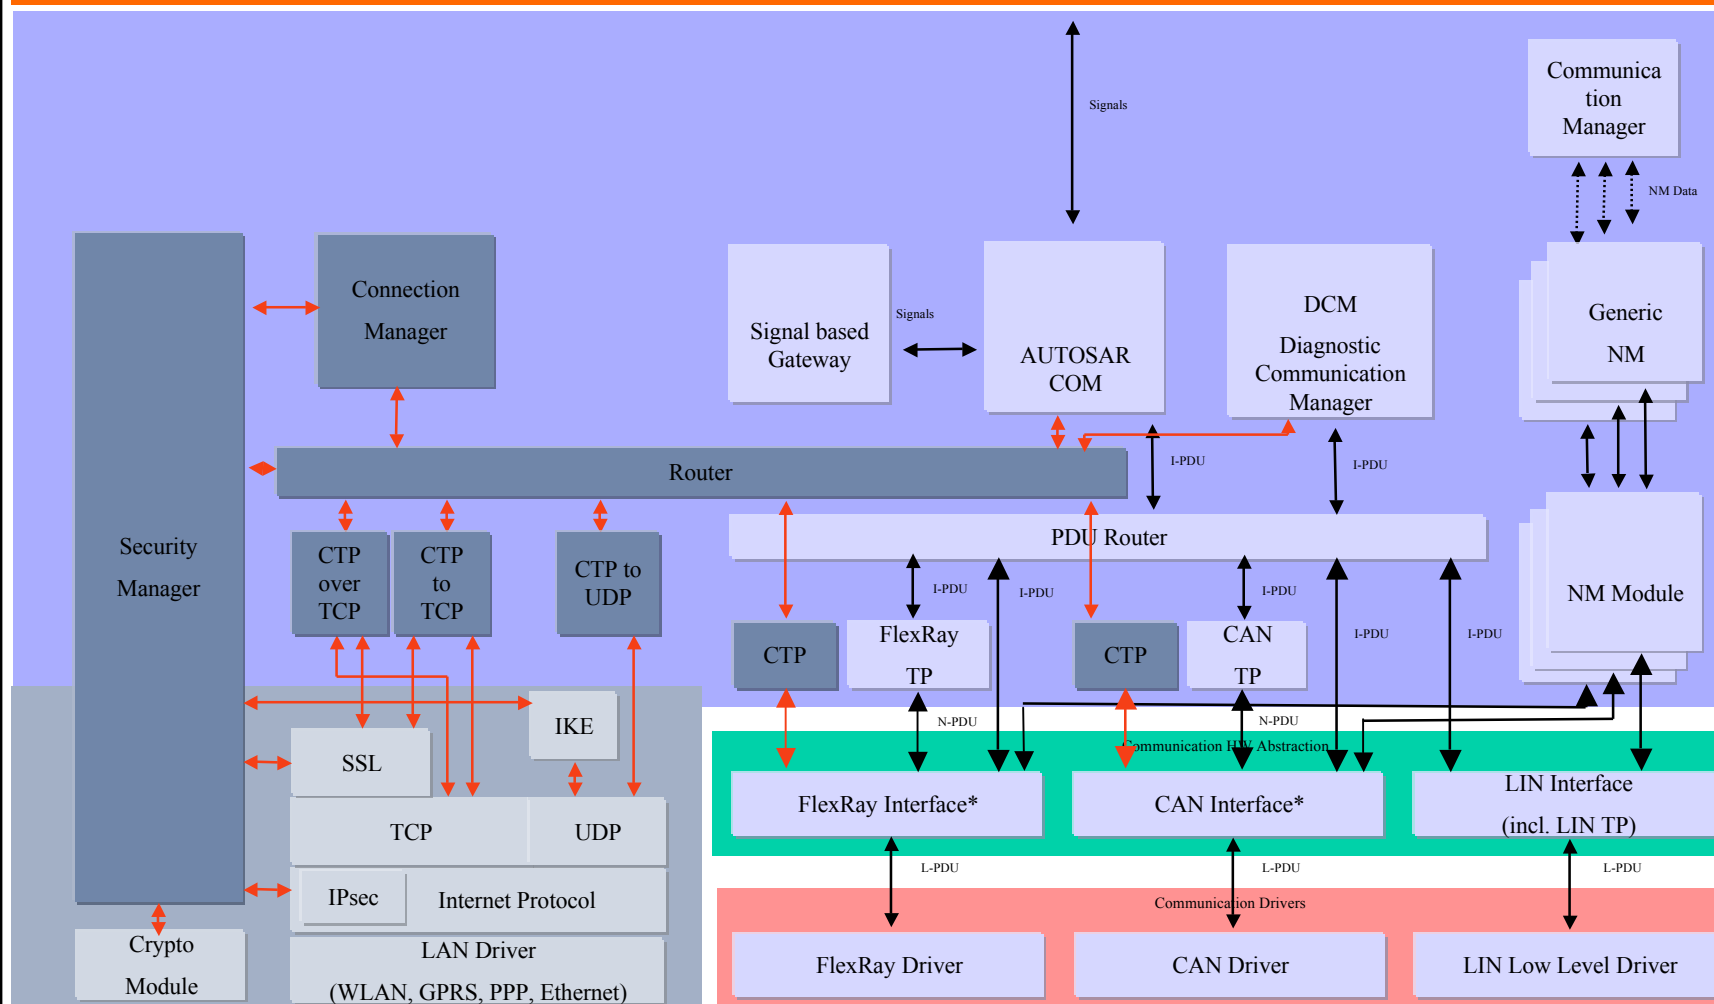 Signals
Communica
tion
Manager
NM Data
Connection
Manager
Signal based
Gateway
Signals
AUTOSAR
COM
DCM
Diagnostic
Communication
Manager
Generic
NM
Router
I-PDU
I-PDU
Security
Manager
CTP
over
TCP
CTP
to
TCP
CTP to
UDP
PDU Router
NM Module
I-PDU
I-PDU
I-PDU
I-PDU
I-PDU
CTP
FlexRay
TP
CTP
CAN
TP
N-PDU
N-PDU
IKE
SSL
Communication HW Abstraction
FlexRay Interface*
CAN Interface*
LIN Interface
(incl. LIN TP)
TCP
UDP
L-PDU
L-PDU
L-PDU
IPsec
Internet Protocol
Communication Drivers
Crypto
Module
LAN Driver
(WLAN, GPRS, PPP, Ethernet)
FlexRay Driver
CAN Driver
LIN Low Level Driver